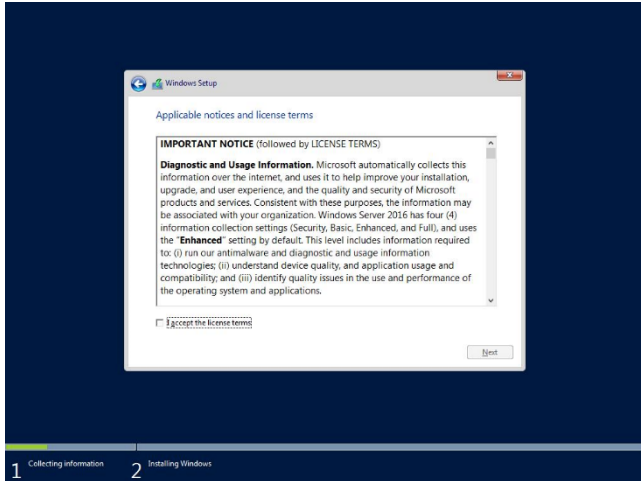 Windows Setup
Applicable notices and license terms
IMPORTANT NOTICE (followed by LICENSE TERMS)
Diagnostic and Usage Information. Microsoft automatically collects this
information over the internet, and uses it to help improve your installation,
upgrade, and user experience, and the quality and security of Microsoft
products and services. Consistent with these purposes, the information may
be associated with your organization. Windows Server 2016 has four (4)
information collection settings (Security, Basic, Enhanced, and Full), and uses
the "Enhanced" setting by default. This level includes information required
to: (i) run our antimalware and diagnostic and usage information
technologies; (ii) understand device quality, and application usage and
compatibility; and (iii) identify quality issues in the use and performance of
the operating system and applications.
I accept the license terms
Next
1 Collecting information
2 Installing Windows